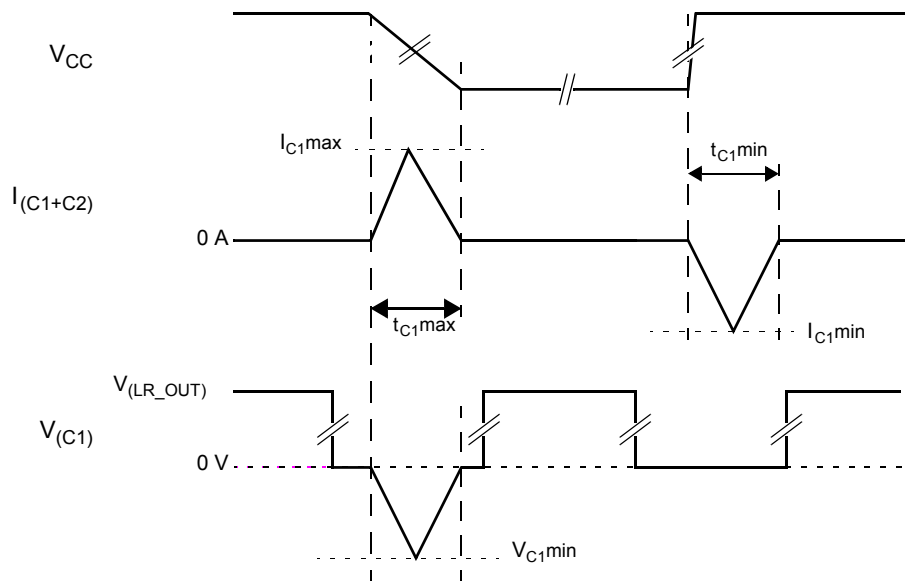 V_CC
I_C1max
t_C1min
I_(C1+C2)
0 A
t_C1max
I_C1min
V_(LR_OUT)
V_(C1)
0 V
V_C1min